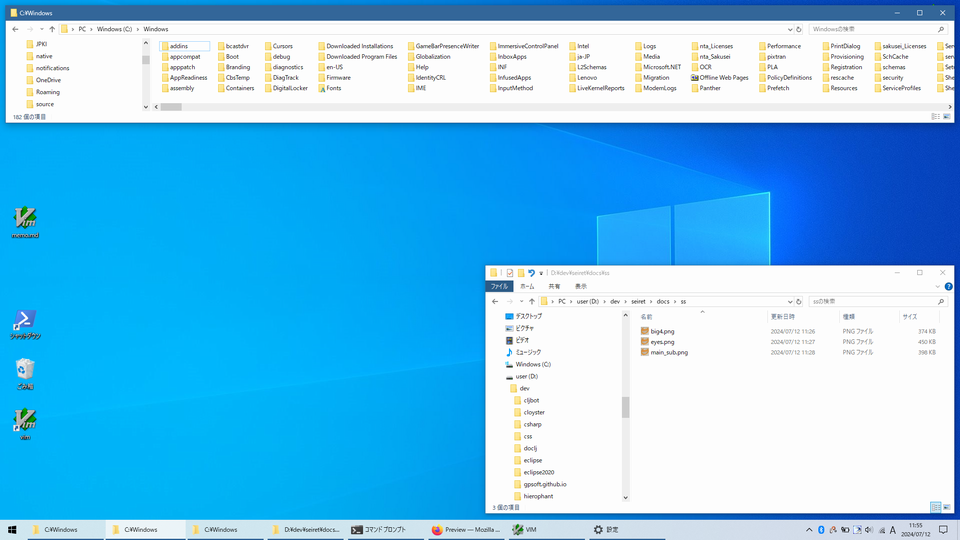 C:¥Windows
PC > Windows (C:) > Windows
Windowsの検索
JPKI
native
notifications
OneDrive
Roaming
source
addins bcastdvr Cursors Downloaded Installations GameBarPresenceWriter ImmersiveControlPanel Intel Logs nta_Licenses Performance PrintDialog sakusei_Licenses
appcompat Boot debug Downloaded Program Files Globalization InboxApps ja-JP Media nta_Sakusei pixtran Provisioning SchCache
apppatch Branding diagnostics en-US Help INF L2Schemas Microsoft.NET OCR PLA Registration schemas
AppReadiness CbsTemp DiagTrack Firmware IdentityCRL InfusedApps Lenovo Migration Offline Web Pages PolicyDefinitions rescache security
assembly Containers DigitalLocker Fonts IME InputMethod LiveKernelReports ModemLogs Panther Prefetch Resources ServiceProfiles
182 個の項目
memo.md
シャットダウン
ごみ箱
vim
D:¥dev¥seiret¥docs¥ss
ファイル ホーム 共有 表示
PC > user (D:) > dev > seiret > docs > ss
ssの検索
デスクトップ
ピクチャ
ビデオ
ミュージック
Windows (C:)
user (D:)
dev
cljbot
cloyster
csharp
css
doclj
eclipse
eclipse2020
gpsoft.github.io
hierophant
名前 更新日時 種類 サイズ
big4.png 2024/07/12 11:26 PNG ファイル 374 KB
eyes.png 2024/07/12 11:27 PNG ファイル 450 KB
main_sub.png 2024/07/12 11:28 PNG ファイル 398 KB
3 個の項目
C:¥Windows C:¥Windows C:¥Windows D:¥dev¥seiret¥docs... コマンド プロンプト Preview — Mozilla ... VIM 設定
A
11:55
2024/07/12